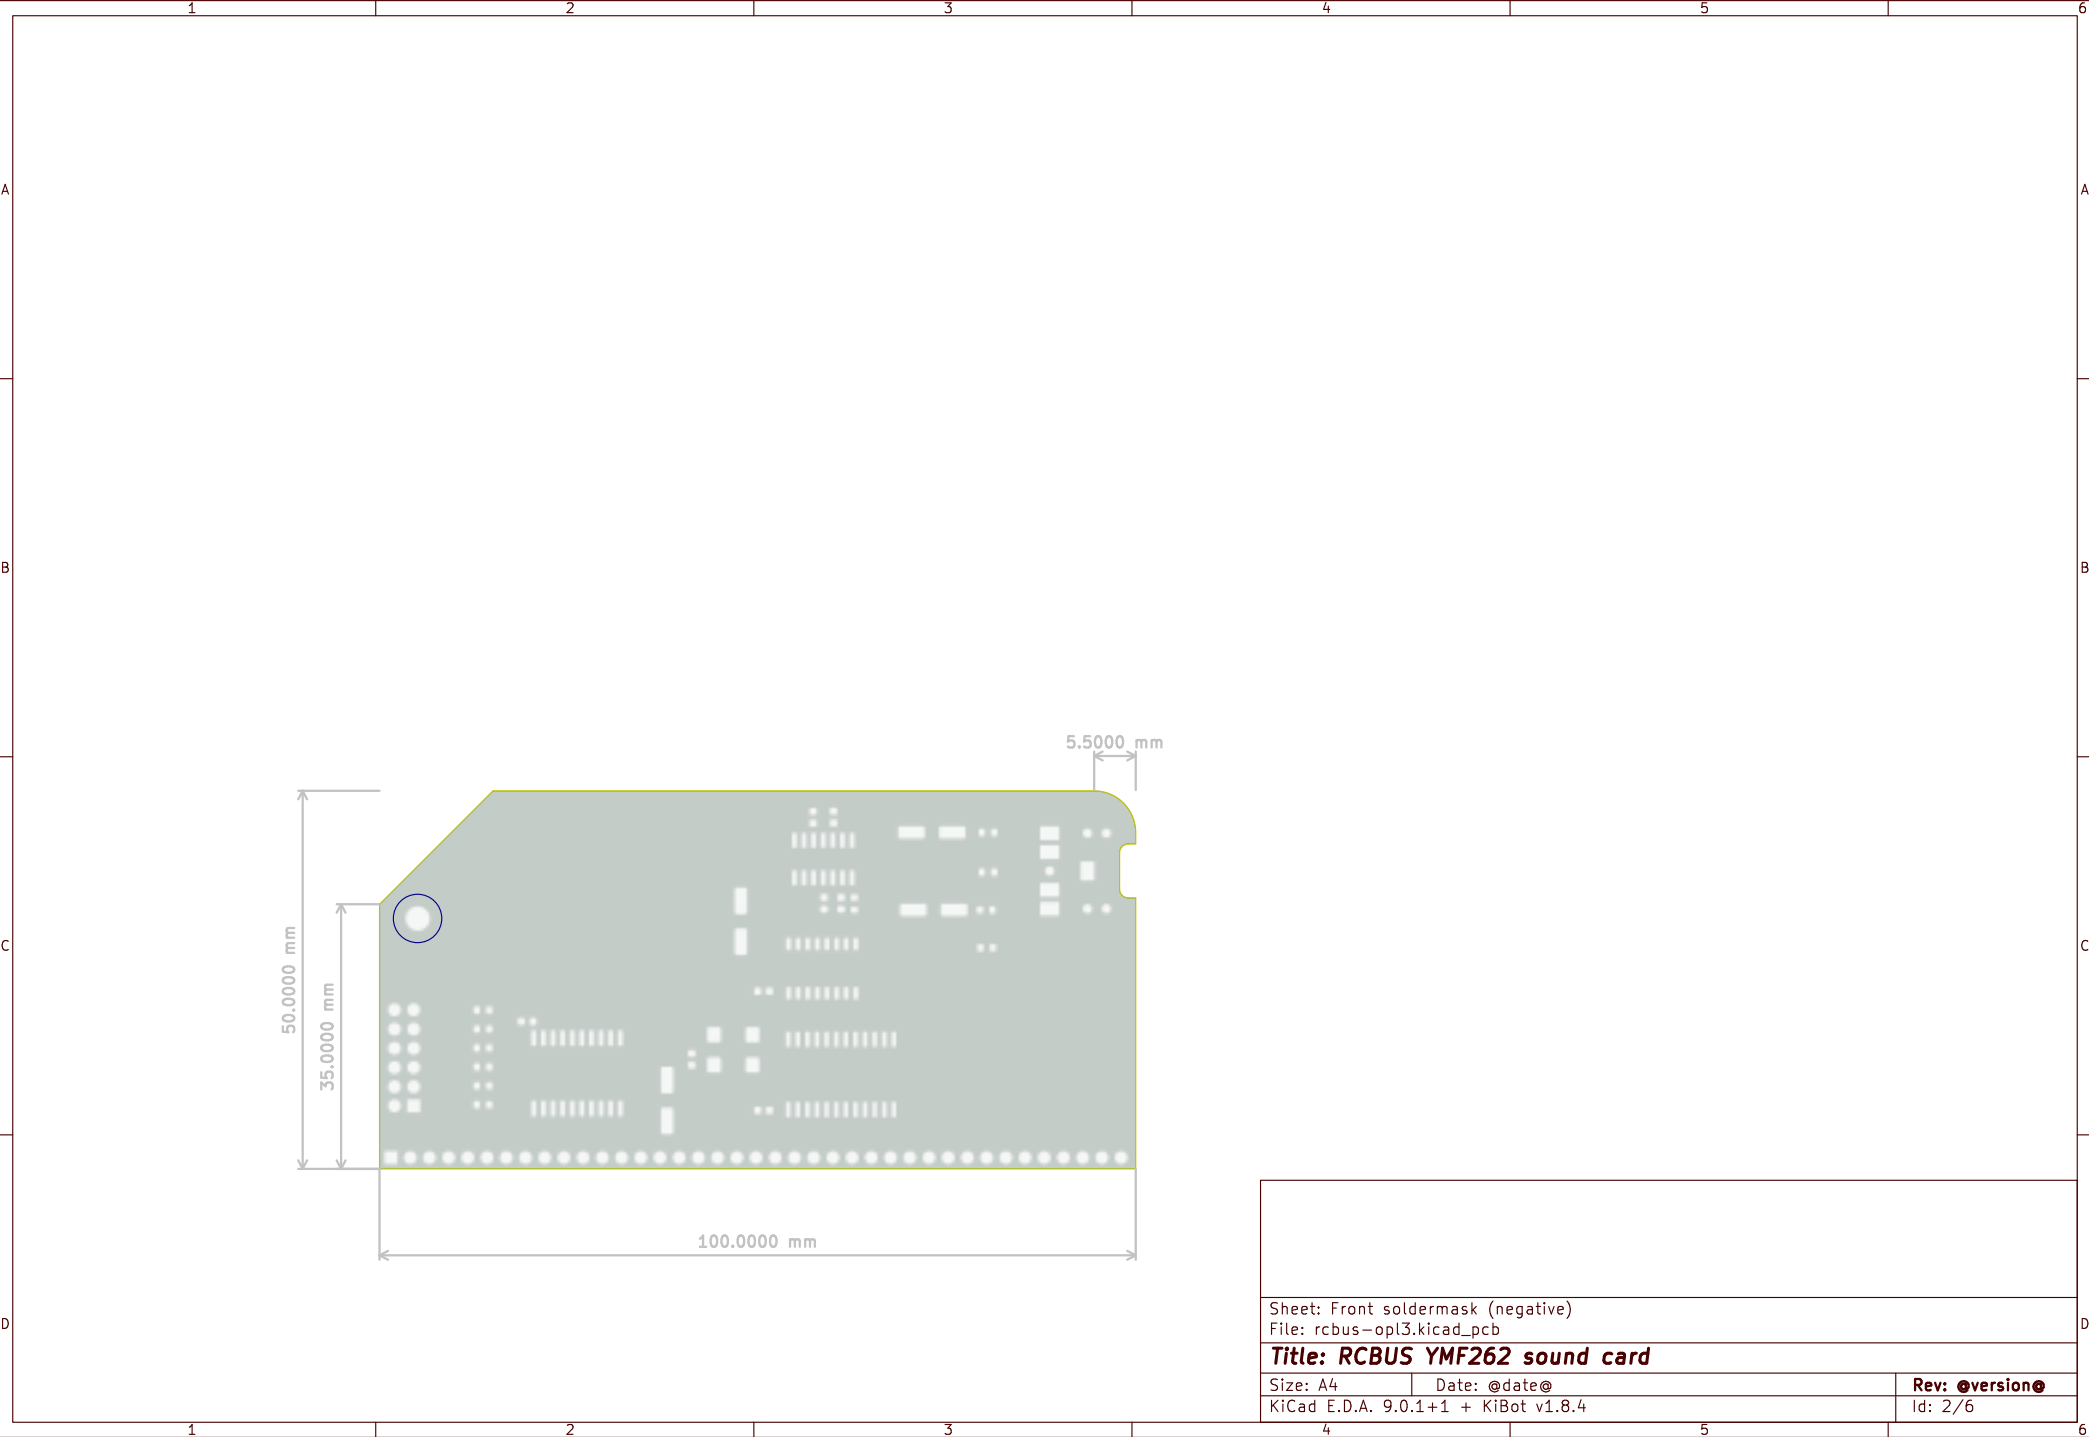 1 2 3 4 5 6
A A
B B
5.5000 mm
50.0000 mm
35.0000 mm
C C
100.0000 mm
Sheet: Front soldermask (negative)
File: rcbus-opl3.kicad_pcb
D D
Title: RCBUS YMF262 sound card
Size: A4 Date: @date@ Rev: @version@
KiCad E.D.A. 9.0.1+1 + KiBot v1.8.4 Id: 2/6
1 2 3 4 5 6